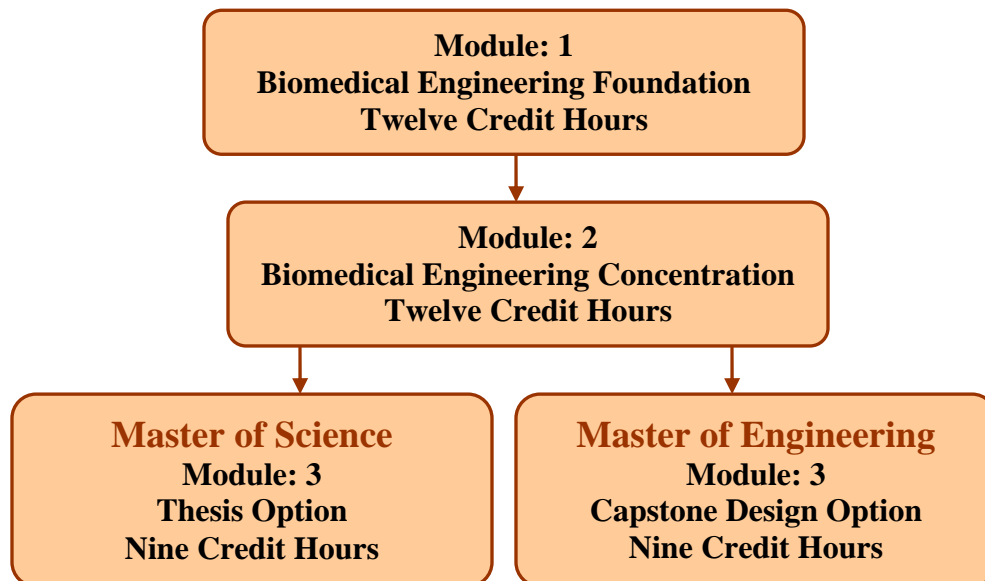 Module: 1
Biomedical Engineering Foundation
Twelve Credit Hours
Module: 2
Biomedical Engineering Concentration
Twelve Credit Hours
Master of Science
Module: 3
Thesis Option
Nine Credit Hours
Master of Engineering
Module: 3
Capstone Design Option
Nine Credit Hours